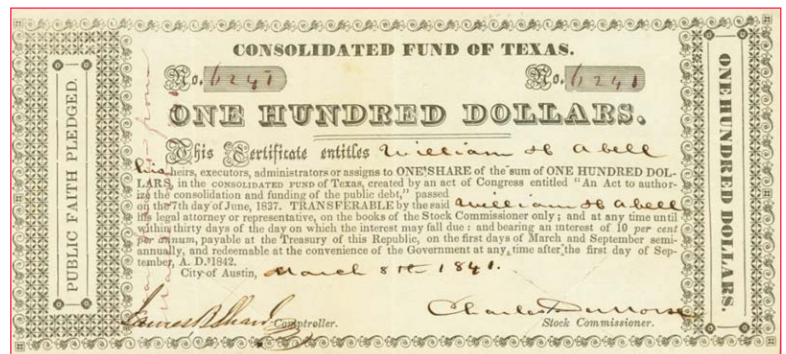 CONSOLIDATED FUND OF TEXAS.
No. 6241 No. 6241
ONE HUNDRED DOLLARS.
This Certificate entitles William H Abell
his heirs, executors, administrators or assigns to ONE SHARE of the sum of ONE HUNDRED DOL-
LARS, in the CONSOLIDATED FUND of Texas, created by an act of Congress entitled "An Act to author-
ize the consolidation and funding of the public debt," passed
on the 7th day of June, 1837. TRANSFERABLE by the said William H Abell
his legal attorney or representative, on the books of the Stock Commissioner only; and at any time until
within thirty days of the day on which the interest may fall due: and bearing an interest of 10 per cent
per annum, payable at the Treasury of this Republic, on the first days of March and September semi-
annually, and redeemable at the convenience of the Government at any time after the first day of Sep-
tember, A. D. 1842.
City of Austin, March 8th 1841.
James B Shaw Comptroller. Charles De Morse Stock Commissioner.
PUBLIC FAITH PLEDGED.
ONE HUNDRED DOLLARS.